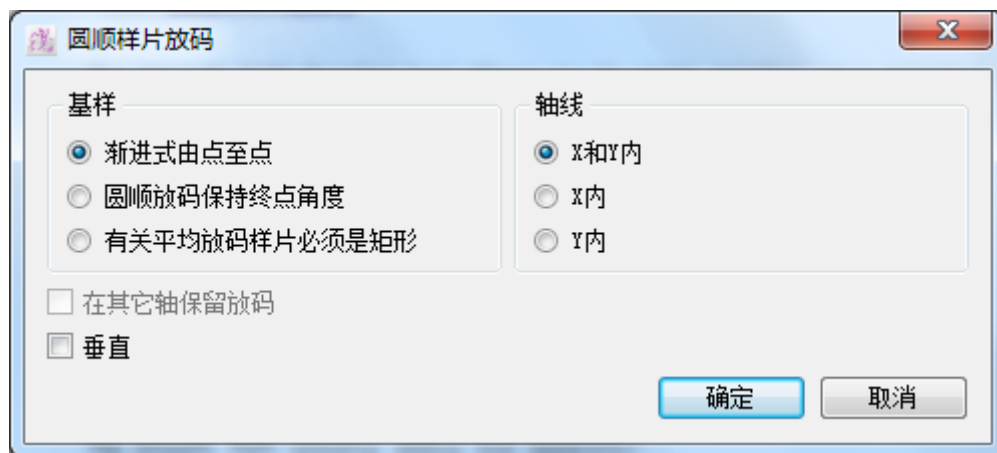 圆顺样片放码
基样
渐进式由点至点
圆顺放码保持终点角度
有关平均放码样片必须是矩形
轴线
X和Y内
X内
Y内
在其它轴保留放码
垂直
确定
取消